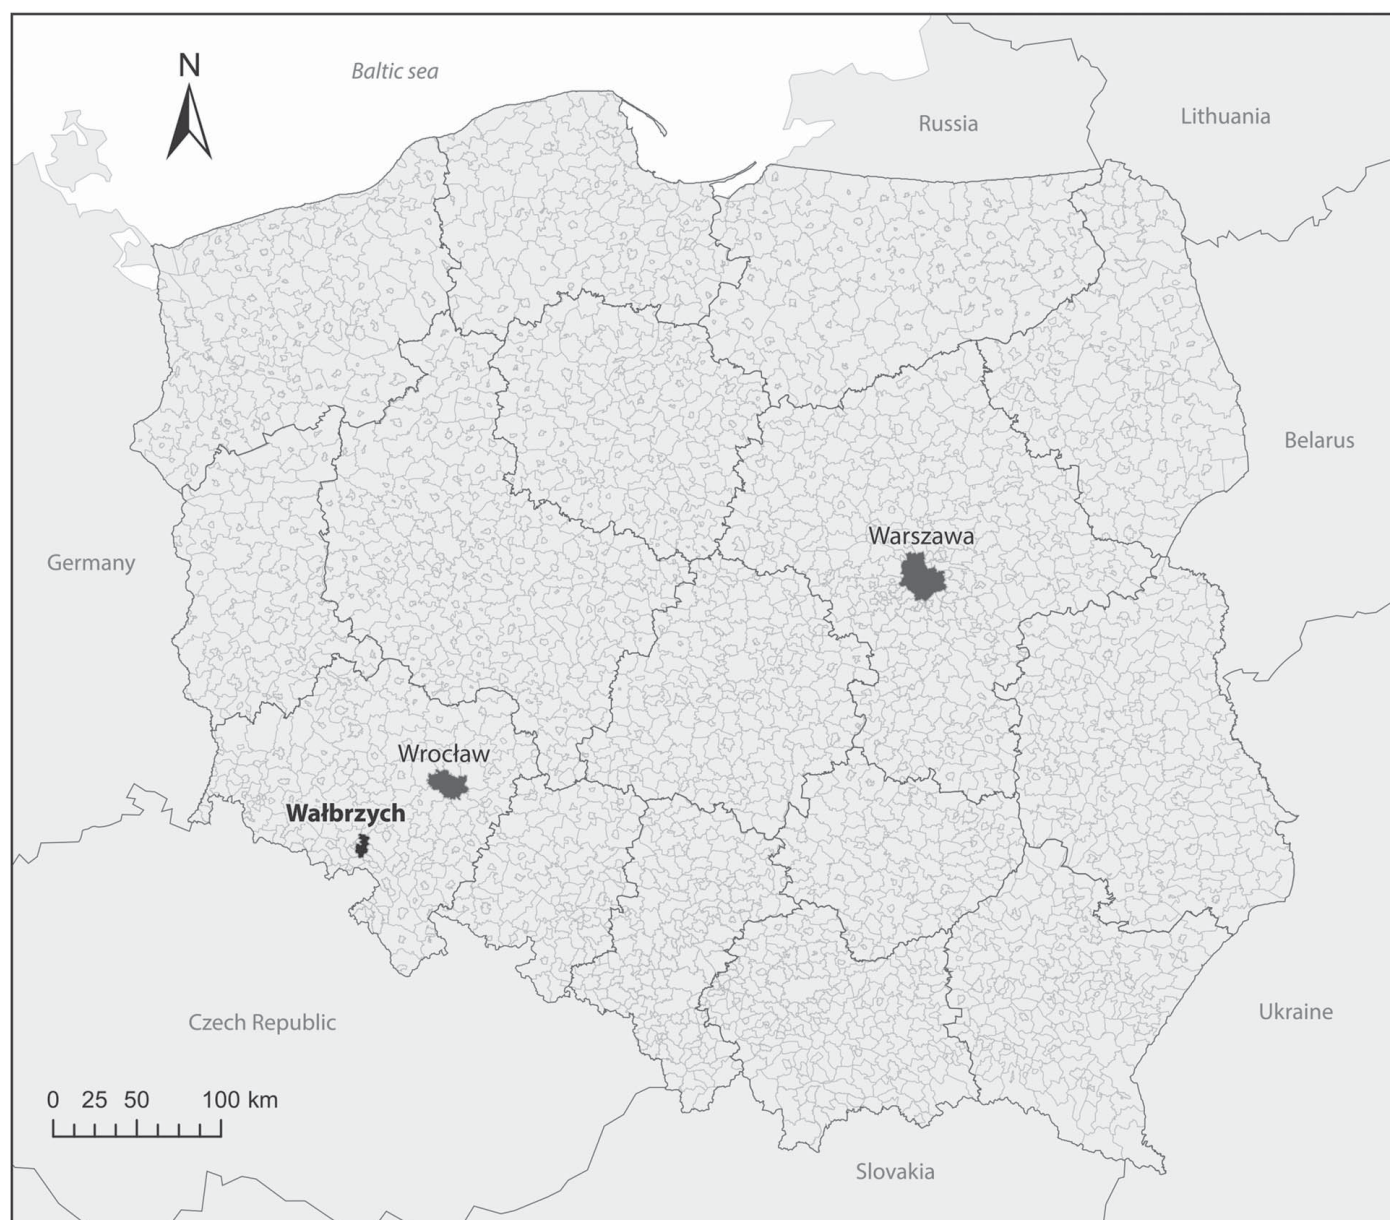 N
Baltic sea
Russia
Lithuania
Belarus
Warszawa
Germany
Wrocław
Wałbrzych
Czech Republic
Ukraine
0 25 50 100 km
Slovakia